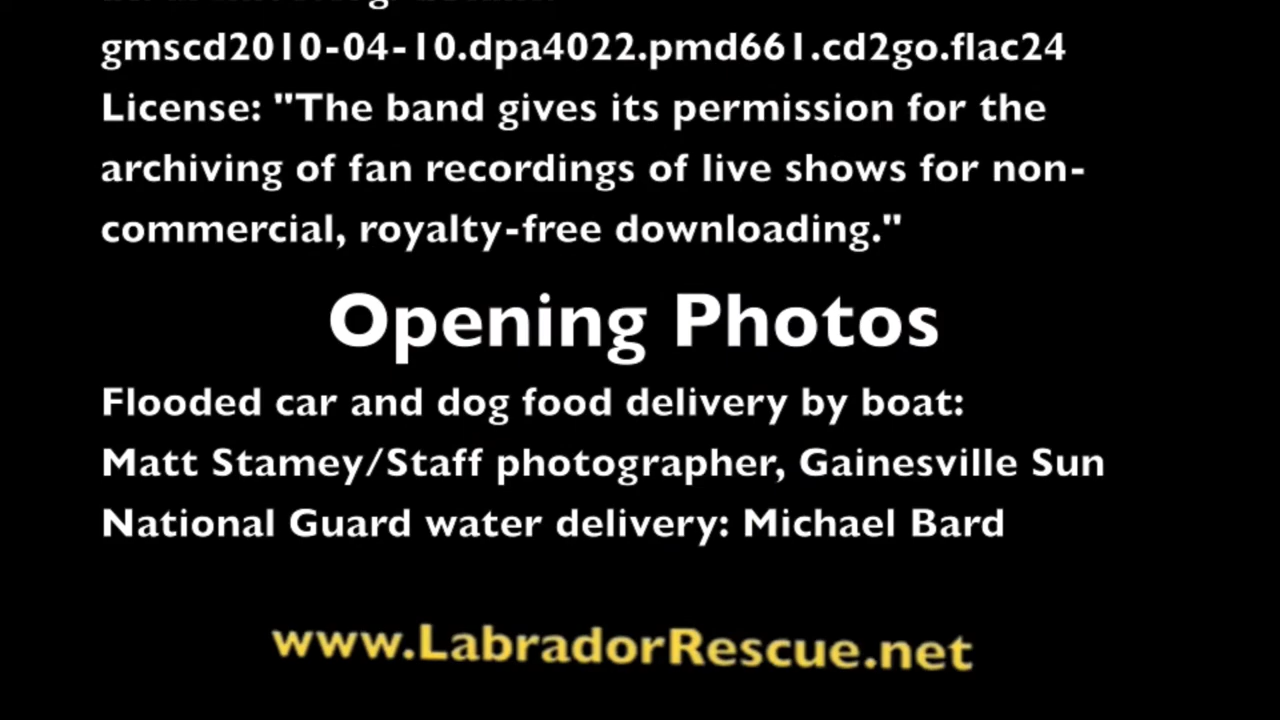 gmscd2010-04-10.dpa4022.pmd661.cd2go.flac24
License: "The band gives its permission for the
archiving of fan recordings of live shows for non-
commercial, royalty-free downloading."
Opening Photos
Flooded car and dog food delivery by boat:
Matt Stamey/Staff photographer, Gainesville Sun
National Guard water delivery: Michael Bard
www.LabradorRescue.net